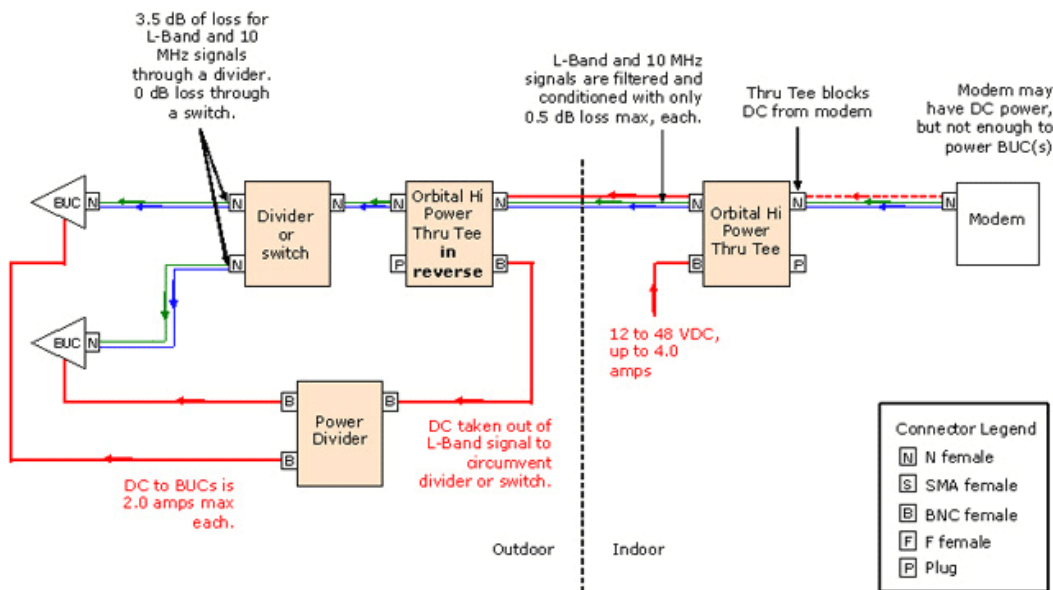 3.5 dB of loss for
L-Band and 10
MHz signals
through a divider.
0 dB loss through
a switch.
L-Band and 10 MHz
signals are filtered and
conditioned with only
0.5 dB loss max, each.
Thru Tee blocks
DC from modem
Modem may
have DC power,
but not enough to
power BUC(s)
BUC
N
N
Divider
or
switch
N
N
N
Orbital Hi
Power
Thru Tee
in
reverse
N
P
B
N
Orbital Hi
Power
Thru Tee
N
B
P
N
Modem
BUC
N
12 to 48 VDC,
up to 4.0
amps
B
Power
Divider
B
B
DC taken out of
L-Band signal to
circumvent
divider or switch.
DC to BUCs is
2.0 amps max
each.
Outdoor
Indoor
Connector Legend
N N female
S SMA female
B BNC female
F F female
P Plug